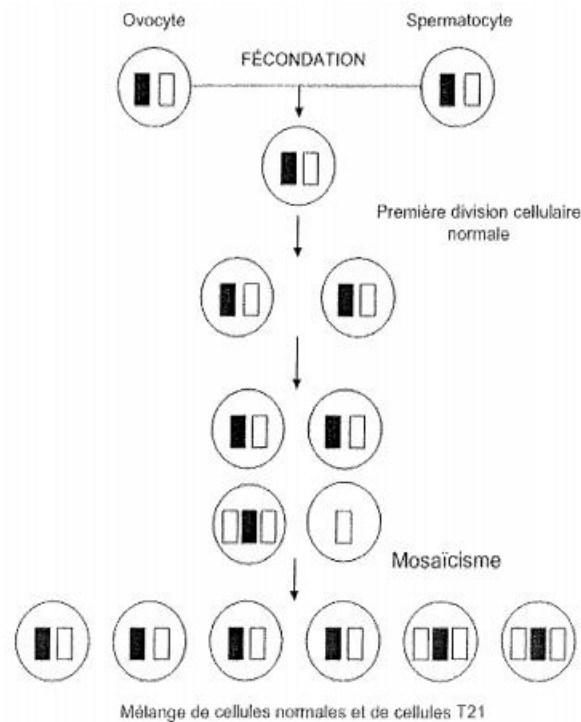 Ovocyte
Spermatocyte
FÉCONDATION
Première division cellulaire
normale
Mosaïcisme
Mélange de cellules normales et de cellules T21